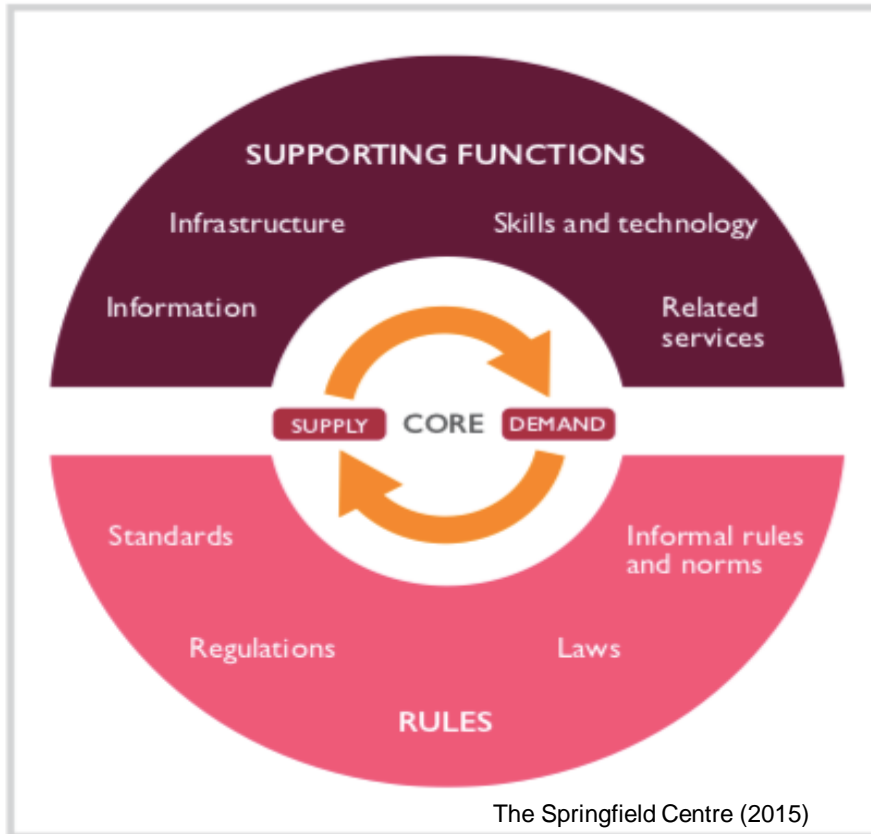 SUPPORTING FUNCTIONS
Infrastructure
Skills and technology
Information
Related
services
SUPPLY
CORE
DEMAND
Standards
Informal rules
and norms
Regulations
Laws
RULES
The Springfield Centre (2015)